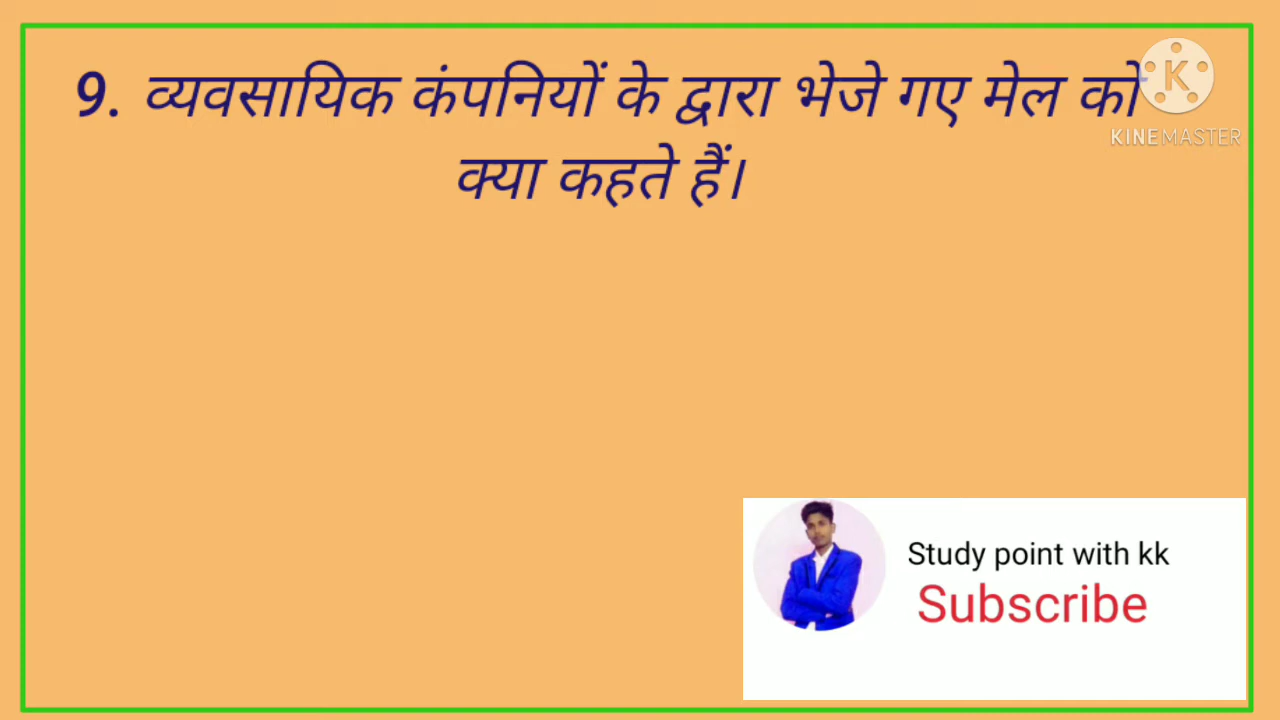 9. व्यवसायिक कंपनियों के द्वारा भेजे गए मेल को
क्या कहते हैं।
K
KINEMASTER
Study point with kk
Subscribe